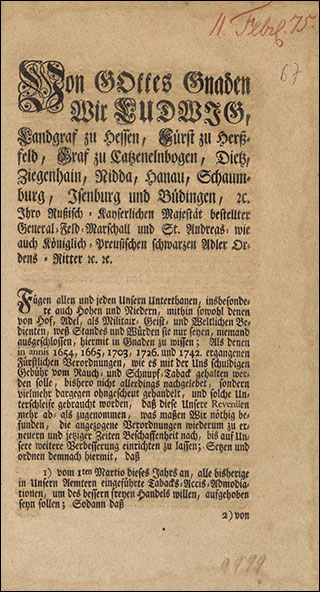 11. Febrl. 75.
67
Von GOttes Gnaden
Wir LUDWIG,
Landgraf zu Hessen, Fürst zu Herß-
feld, Graf zu Catzenelnbogen, Dietz,
Ziegenhain, Nidda, Hanau, Schaum-
burg, Isenburg und Büdingen, ꝛc.
Ihro Rußisch-Kayserlichen Majestät bestellter
General-Feld-Marschall und St. Andreas- wie
auch Königlich-Preusischen schwarzen Adler Or-
dens-Ritter ꝛc. ꝛc.
Fügen allen und jeden Unsern Unterthanen, insbesonde-
re auch Hohen und Niedern, mithin sowohl denen
von Hof, Adel, als Militair- Geist- und Weltlichen Be-
dienten, weß Standes und Würden sie nur seyen, niemand
ausgeschlossen, hiermit in Gnaden zu wissen; Als denen
in annis 1654, 1665, 1703, 1726. und 1742. ergangenen
Fürstlichen Verordnungen, wie es mit der Uns schuldigen
Gebühr vom Rauch- und Schnupf-Taback gehalten wer-
den solle, bishero nicht allerdings nachgelebet, sondern
vielmehr dargegen ohngescheut gehandelt, und solche Un-
terschleife gebraucht worden, daß diese Unsere Revenüen
mehr ab- als zugenommen, was maßen Wir nöthig be-
funden, die angezogene Verordnungen wiederum zu er-
neuern und jetziger Zeiten Beschaffenheit nach, bis auf Un-
sere weitere Verbesserung einrichten zu lassen; Setzen und
ordnen demnach hiermit, daß
1) vom 1ten Martio dieses Jahrs an, alle bisherige
in Unsern Aemtern eingeführte Tabacks-Accis-Admodia-
tionen, um des bessern freyen Handels willen, aufgehoben
seyn sollen; Sodann daß
2) von